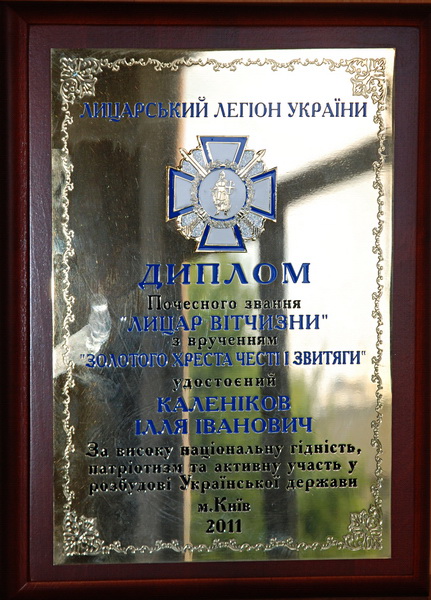 ЛИЦАРСЬКИЙ ЛЕГІОН УКРАЇНИ
ДИПЛОМ
Почесного звання
"ЛИЦАР ВІТЧИЗНИ"
з врученням
"ЗОЛОТОГО ХРЕСТА ЧЕСТІ І ЗВИТЯГИ"
удостоєний
КАЛЕНІКОВ
ІЛЛЯ ІВАНОВИЧ
За високу національну гідність,
патріотизм та активну участь у
розбудові Української держави
м.Київ
2011